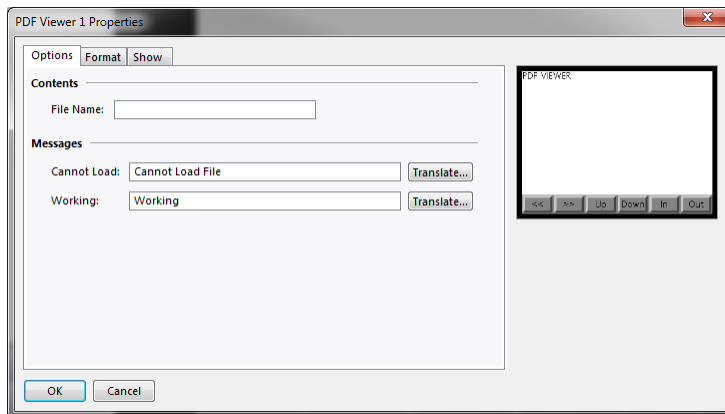 PDF Viewer 1 Properties
x
Options Format Show
Contents
File Name:
Messages
Cannot Load: Cannot Load File Translate...
Working: Working Translate...
PDF VIEWER
<< >> Up Down In Out
OK Cancel